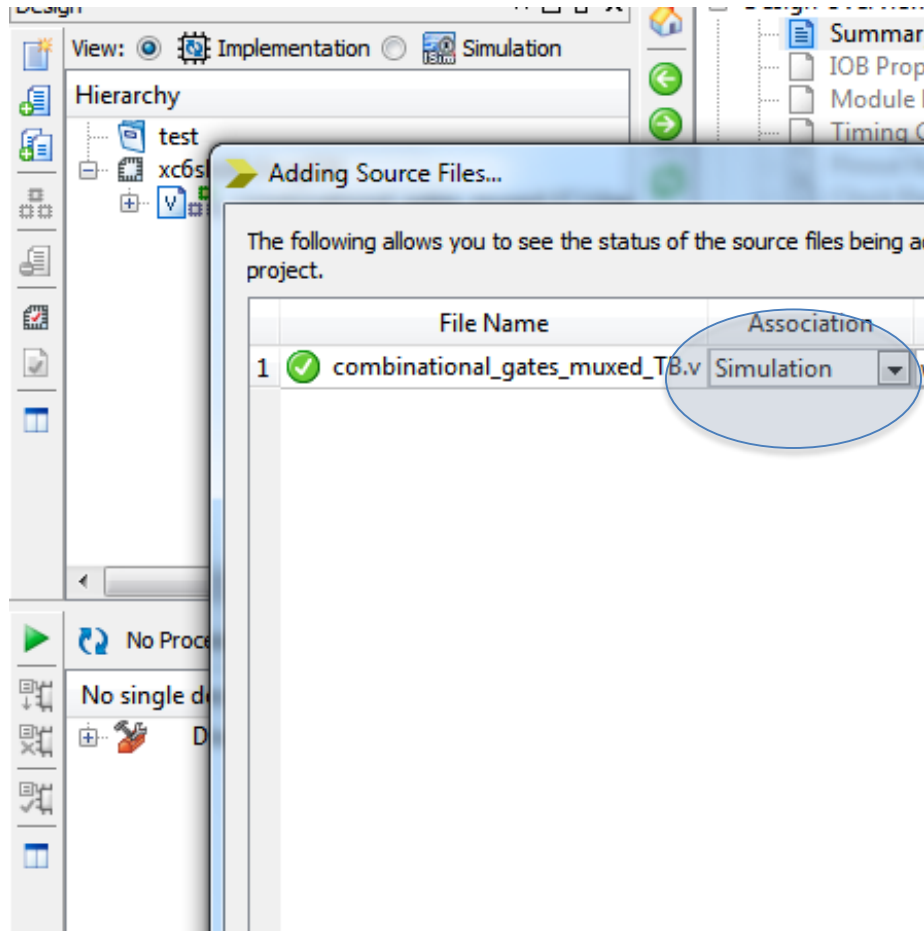 View: Implementation Simulation
Hierarchy
test
Summar
IOB Prop
Module
Timing
Adding Source Files...
The following allows you to see the status of the source files being a
project.
File Name Association
1 combinational_gates_muxed_TB.v Simulation
No Proce
No single d
D